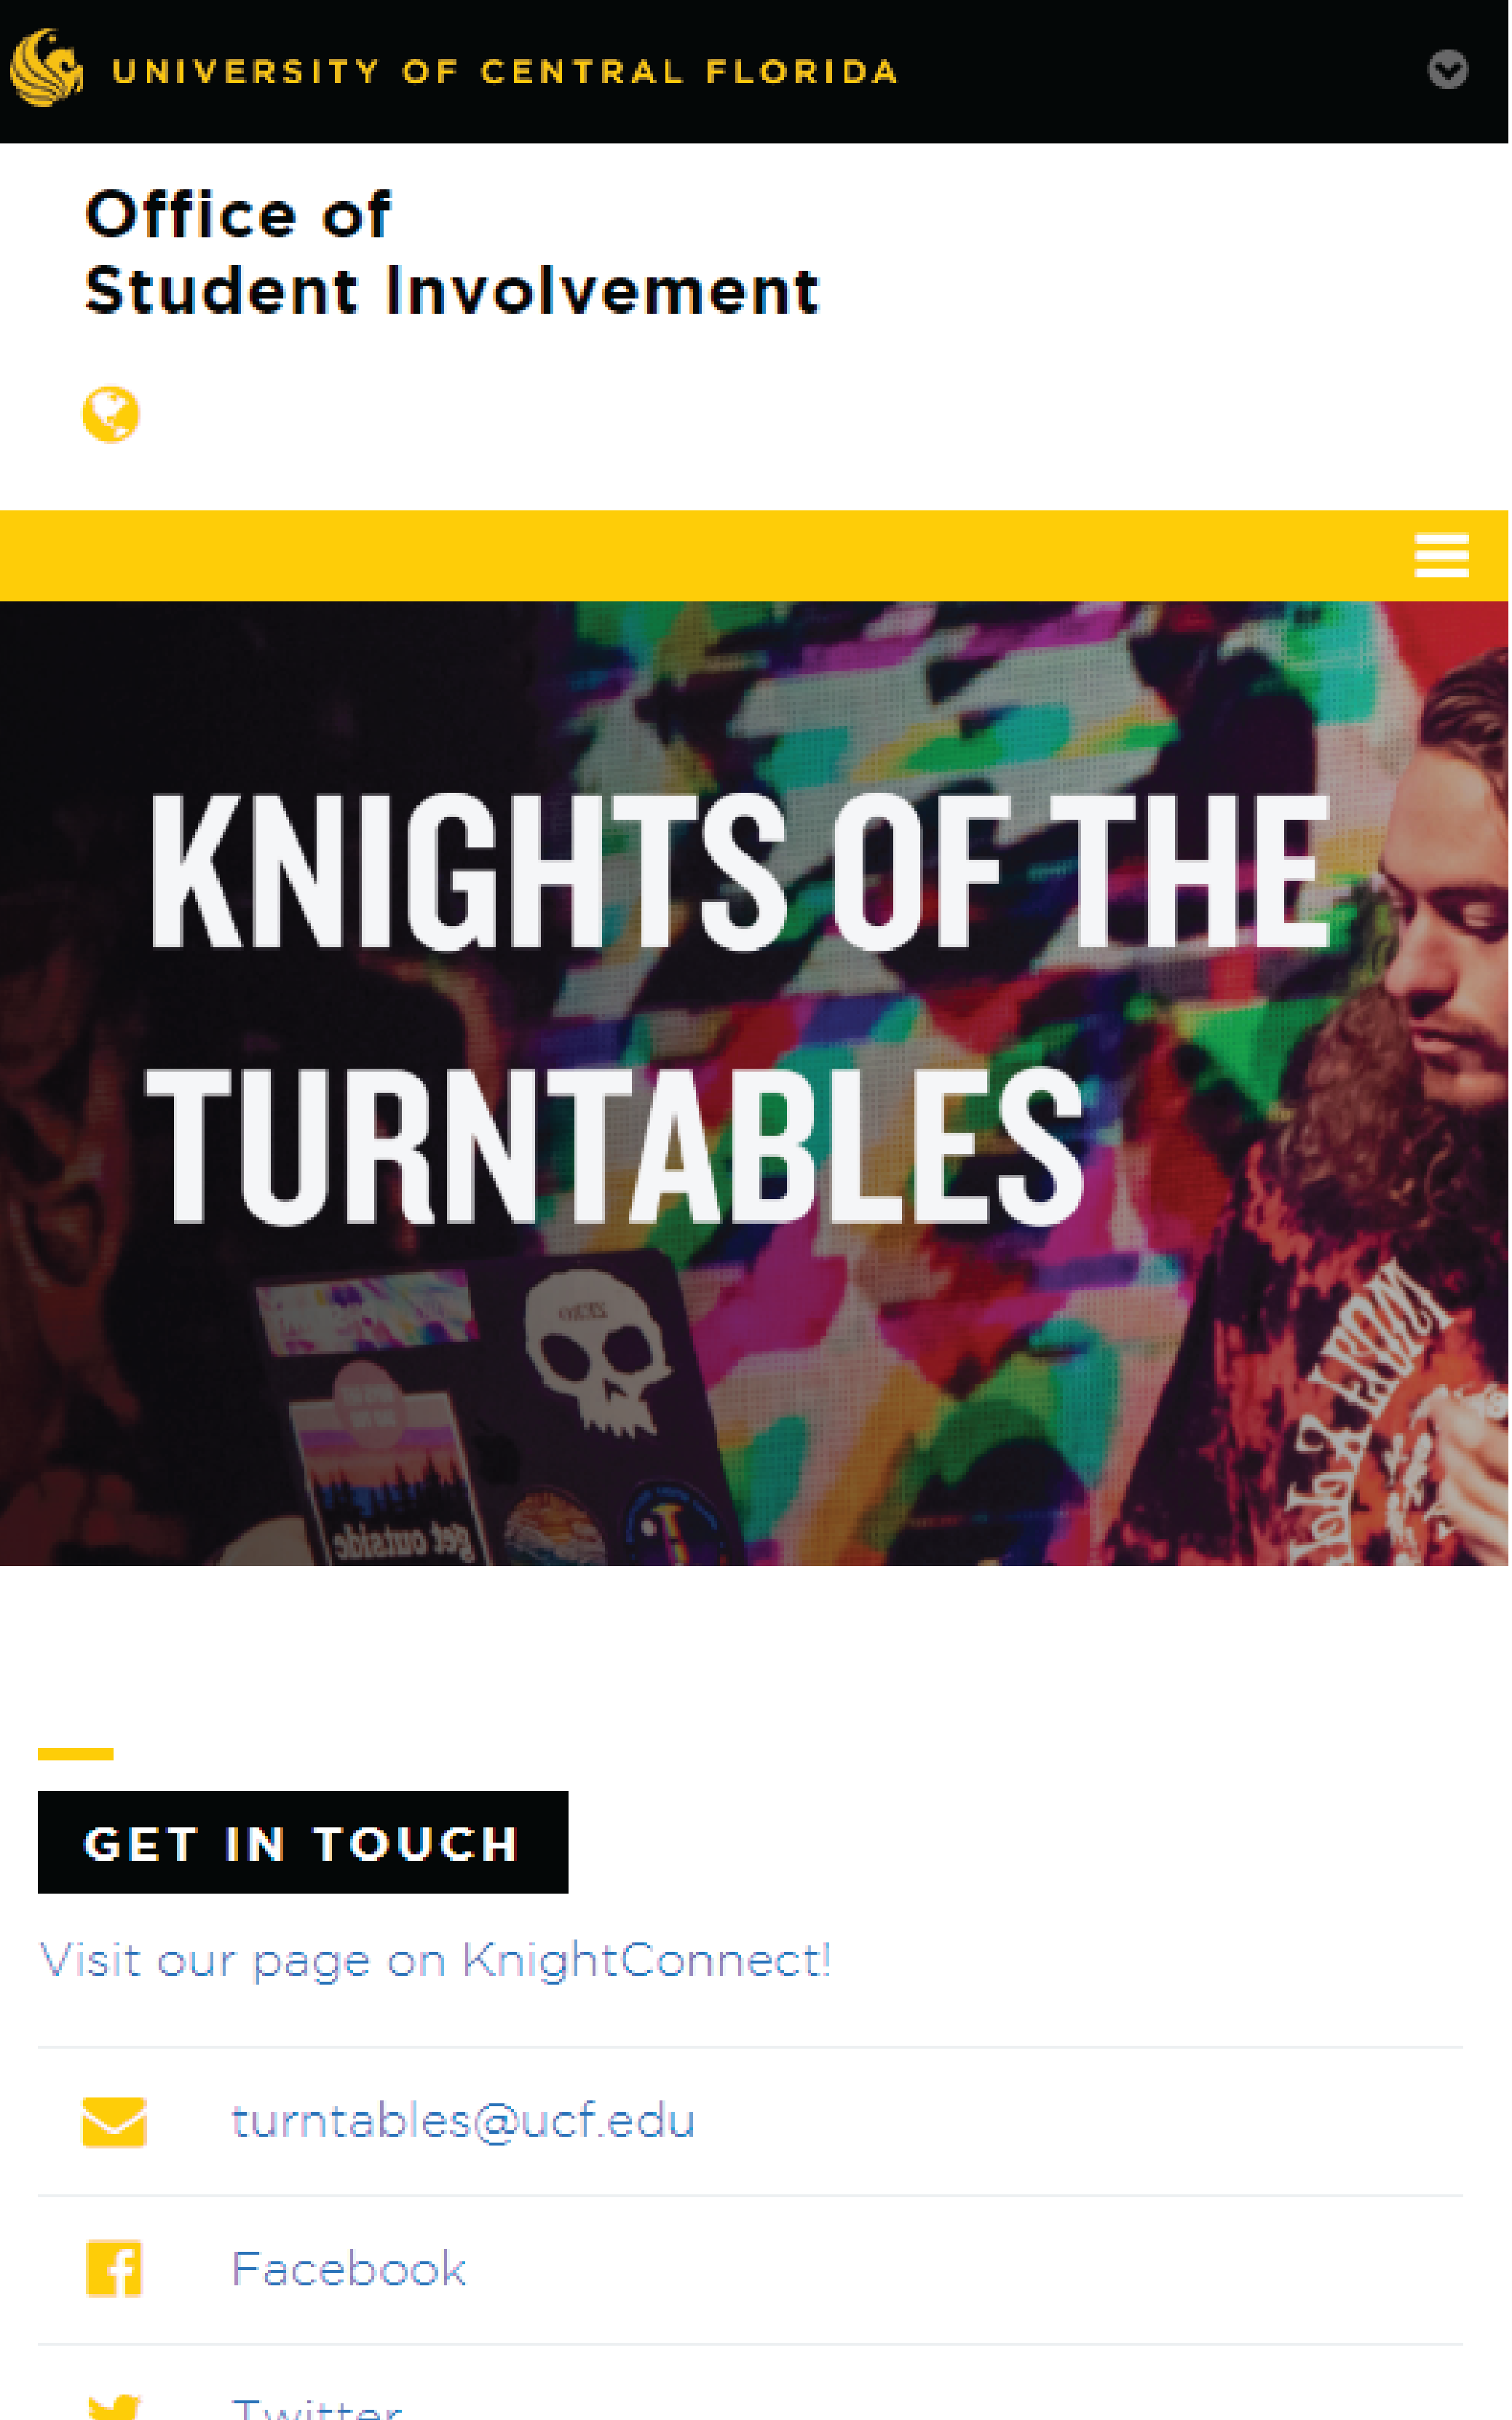 UNIVERSITY OF CENTRAL FLORIDA
Office of
Student Involvement
KNIGHTS OF THE
TURNTABLES
ZERO
get outside
GET IN TOUCH
Visit our page on KnightConnect!
turntables@ucf.edu
Facebook
Twitter